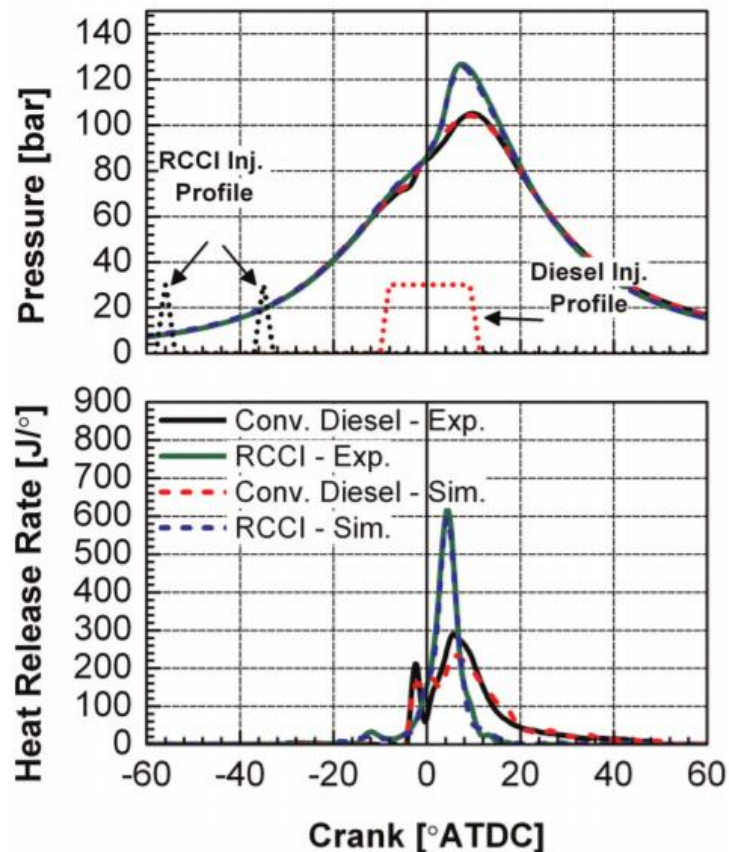 140
120
100
80
60
40
20
0
Pressure [bar]
RCCI Inj.
Profile
Diesel Inj.
Profile
900
800
700
600
500
400
300
200
100
0
Heat Release Rate [J/°]
Conv. Diesel - Exp.
RCCI - Exp.
Conv. Diesel - Sim.
RCCI - Sim.
-60 -40 -20 0 20 40 60
Crank [°ATDC]